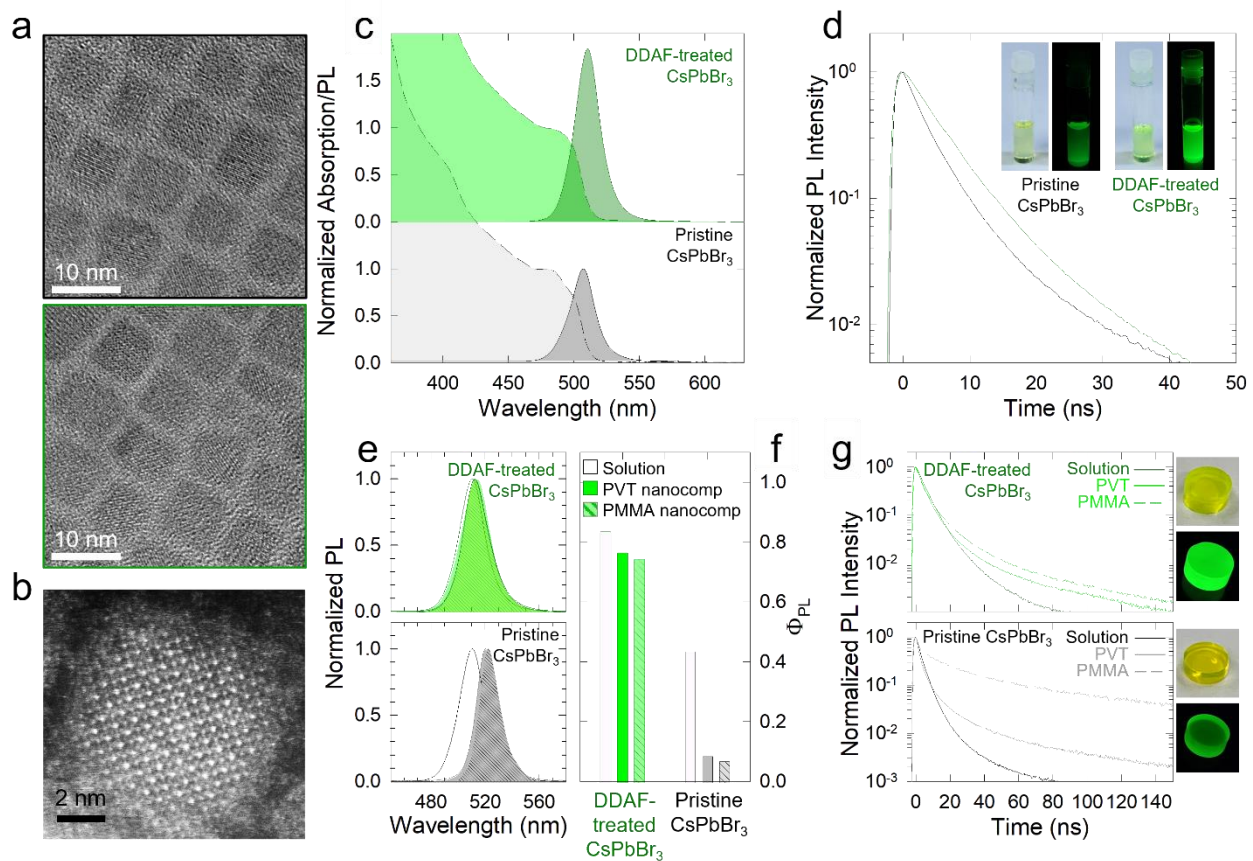 a
10 nm
10 nm
b
2 nm
c
Normalized Absorption/PL
DDAF-treated
CsPbBr₃
1.5
1.0
0.5
0.0
Pristine
CsPbBr₃
1.0
0.5
0.0
400 450 500 550 600
Wavelength (nm)
d
Normalized PL Intensity
10⁰
10⁻¹
10⁻²
Pristine
CsPbBr₃
DDAF-treated
CsPbBr₃
0 10 20 30 40 50
Time (ns)
e
Normalized PL
DDAF-treated
CsPbBr₃
1.0
0.5
0.0
Pristine
CsPbBr₃
1.0
0.5
0.0
480 520 560
Wavelength (nm)
f
Solution
PVT nanocomp
PMMA nanocomp
1.0
0.8
0.6
0.4
0.2
0.0
Φ_PL
DDAF-
treated
CsPbBr₃
Pristine
CsPbBr₃
g
Normalized PL Intensity
DDAF-treated
CsPbBr₃
Solution
PVT
PMMA
10⁰
10⁻¹
10⁻²
10⁻³
Pristine CsPbBr₃
Solution
PVT
PMMA
10⁰
10⁻¹
10⁻²
10⁻³
0 20 40 60 80 100 120 140
Time (ns)